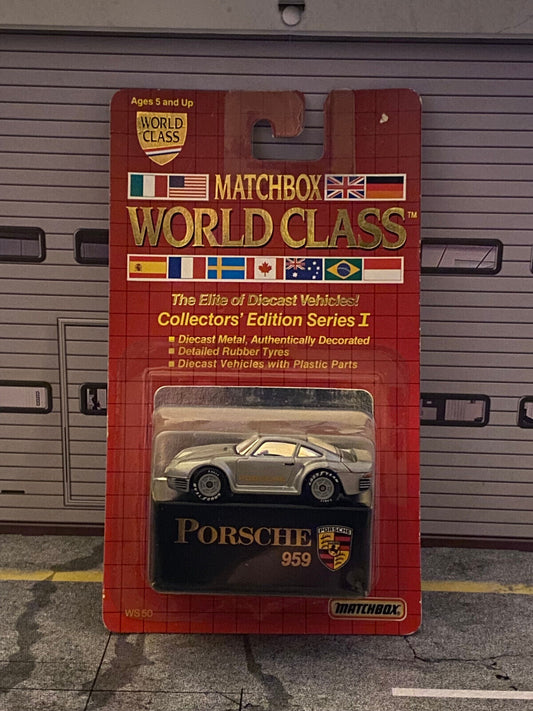 Ages 5 and Up
WORLD
CLASS
MATCHBOX
WORLD CLASS™
The Elite of Diecast Vehicles!
Collectors' Edition Series I
Diecast Metal, Authentically Decorated
Detailed Rubber Tyres
Diecast Vehicles with Plastic Parts
PORSCHE
959
PORSCHE
WS50
MATCHBOX